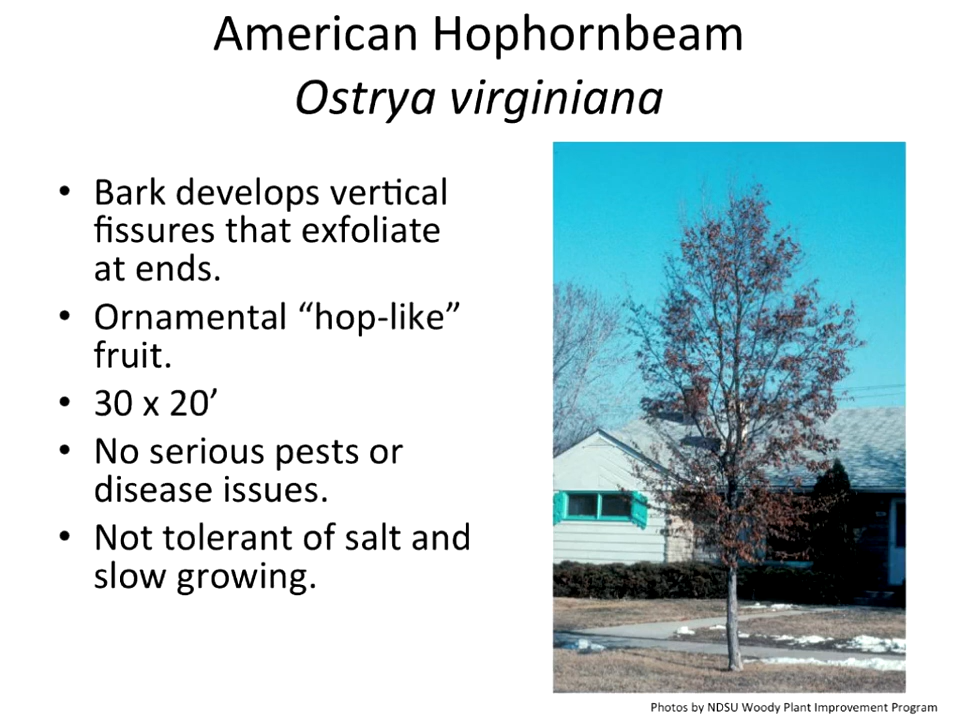 American Hophornbeam
Ostrya virginiana
• Bark develops vertical
fissures that exfoliate
at ends.
• Ornamental “hop-like”
fruit.
• 30 x 20’
• No serious pests or
disease issues.
• Not tolerant of salt and
slow growing.
Photos by NDSU Woody Plant Improvement Program